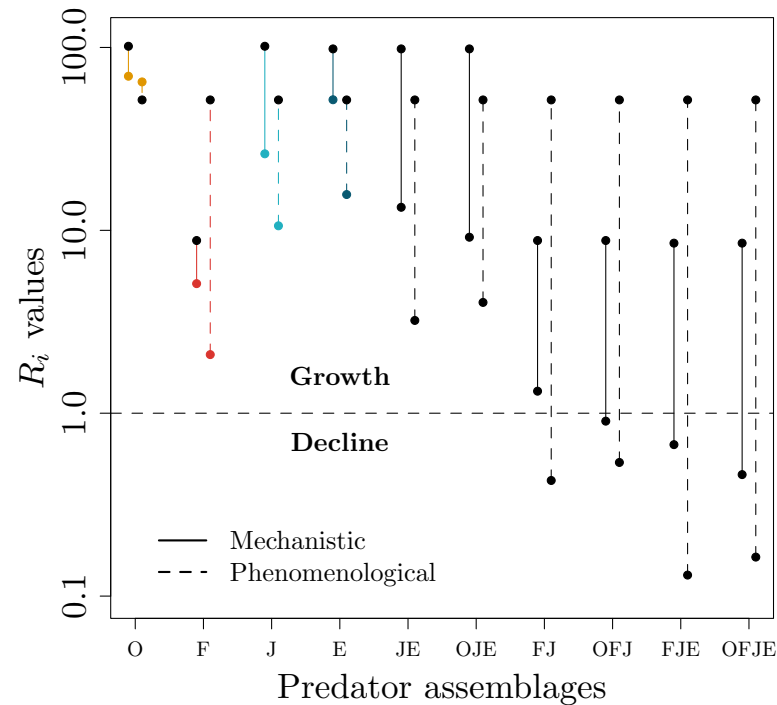 100.0
10.0
1.0
0.1
R_i values
Growth
Decline
Mechanistic
Phenomenological
O F J E JE OJE FJ OFJ FJE OFJE
Predator assemblages